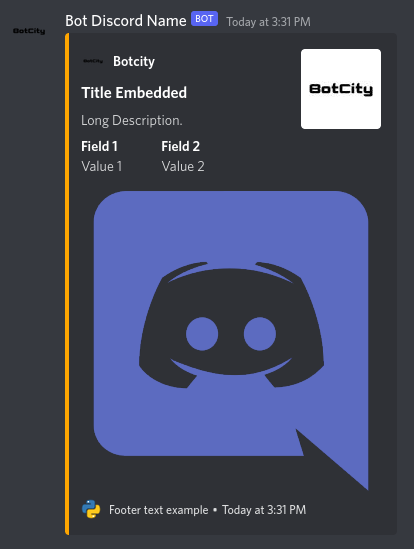 Bot Discord Name BOT Today at 3:31 PM
BotCity
BotCity Botcity
BotCity
Title Embedded
Long Description.
Field 1 Field 2
Value 1 Value 2
Footer text example • Today at 3:31 PM